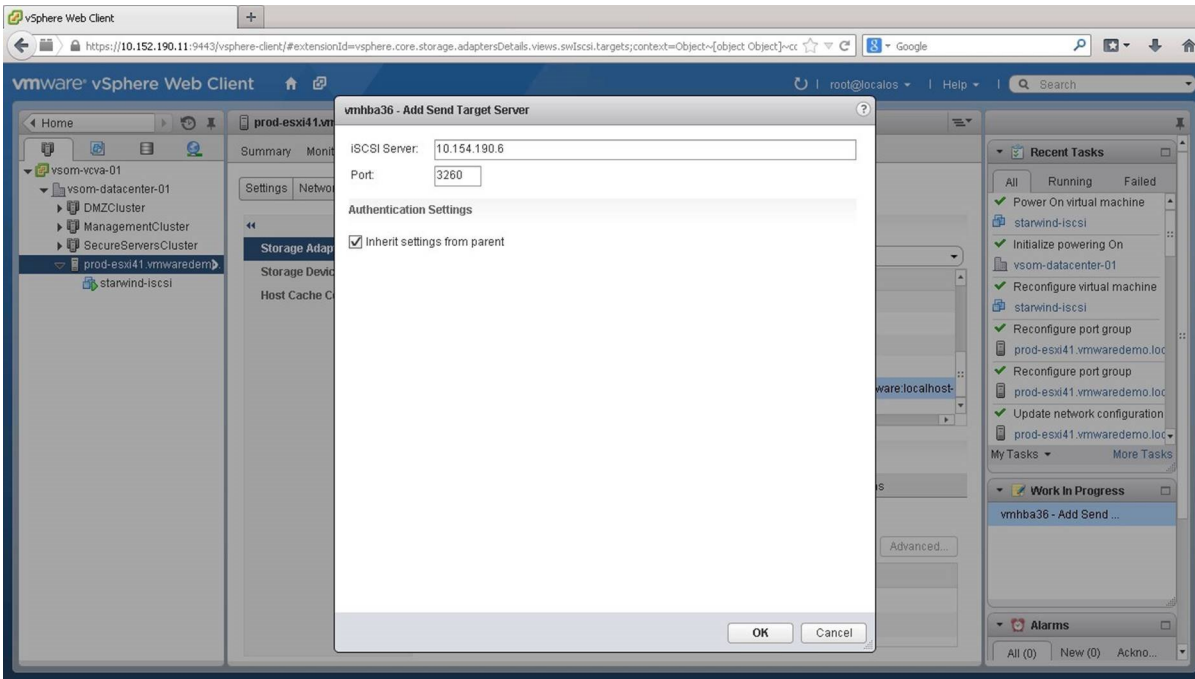 vSphere Web Client
https://10.152.190.11:9443/vsphere-client/#extensionId=vsphere.core.storage.adaptersDetails.views.swIscsi.targets;context=Object~[object Object]~cc
Google
vmware® vSphere Web Client
root@localos
Help
Search
Home
vsom-vcva-01
vsom-datacenter-01
DMZCluster
ManagementCluster
SecureServersCluster
prod-esxi41.vmwaredem
starwind-iscsi
prod-esxi41.vm
Summary Monit
Settings Networ
Storage Adap
Storage Devic
Host Cache C
vmhba36 - Add Send Target Server
iSCSI Server: 10.154.190.6
Port: 3260
Authentication Settings
Inherit settings from parent
OK Cancel
ware:localhost-
Advanced...
Recent Tasks
All Running Failed
Power On virtual machine
starwind-iscsi
Initialize powering On
vsom-datacenter-01
Reconfigure virtual machine
starwind-iscsi
Reconfigure port group
prod-esxi41.vmwaredemo.loc
Reconfigure port group
prod-esxi41.vmwaredemo.loc
Update network configuration
prod-esxi41.vmwaredemo.loc
My Tasks More Tasks
Work In Progress
vmhba36 - Add Send ...
Alarms
All (0) New (0) Ackno...